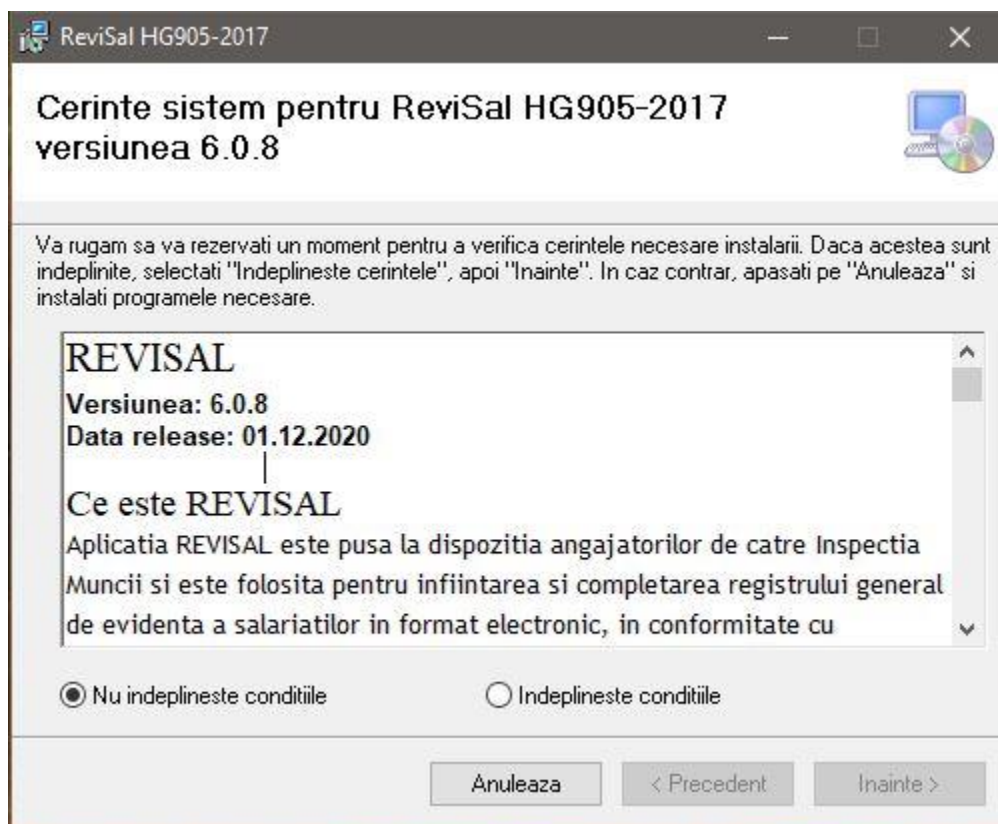 ReviSal HG905-2017
Cerinte sistem pentru ReviSal HG905-2017
versiunea 6.0.8
Va rugam sa va rezervati un moment pentru a verifica cerintele necesare instalarii. Daca acestea sunt
indeplinite, selectati "Indeplineste cerintele", apoi "Inainte". In caz contrar, apasati pe "Anuleaza" si
instalati programele necesare.
REVISAL
Versiunea: 6.0.8
Data release: 01.12.2020
Ce este REVISAL
Aplicatia REVISAL este pusa la dispozitia angajatorilor de catre Inspectia
Muncii si este folosita pentru infiintarea si completarea registrului general
de evidenta a salariatilor in format electronic, in conformitate cu
Nu indeplineste conditiile Indeplineste conditiile
Anuleaza < Precedent Inainte >